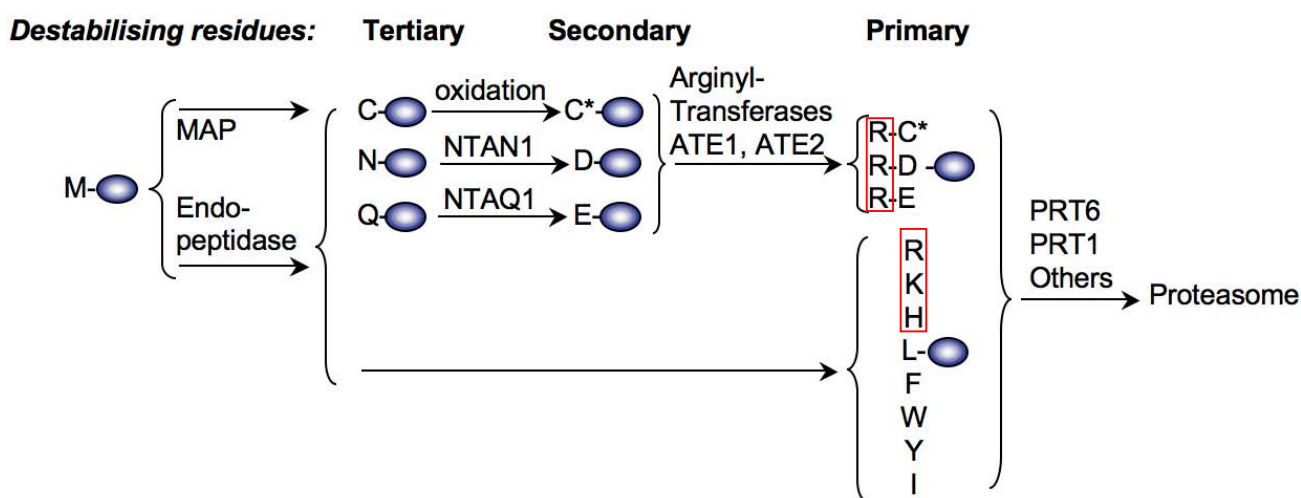 Destabilising residues: Tertiary Secondary Primary
M-
MAP
Endo-
peptidase
C- oxidation C*-
N- NTAN1 D-
Q- NTAQ1 E-
Arginyl-
Transferases
ATE1, ATE2
R-C*
R-D -
R-E
R
K
H
L-
F
W
Y
I
PRT6
PRT1
Others
Proteasome